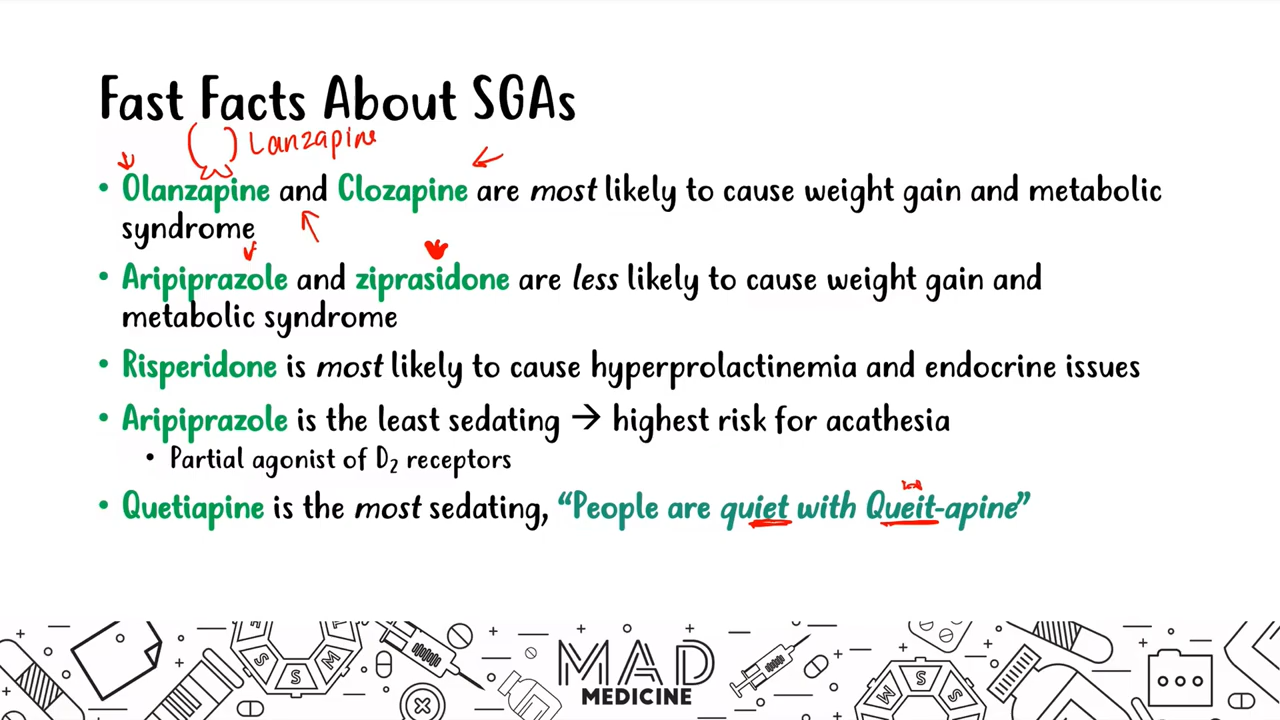 Fast Facts About SGAs
Lanzapine
• Olanzapine and Clozapine are most likely to cause weight gain and metabolic
syndrome
• Aripiprazole and ziprasidone are less likely to cause weight gain and
metabolic syndrome
• Risperidone is most likely to cause hyperprolactinemia and endocrine issues
• Aripiprazole is the least sedating → highest risk for acathesia
• Partial agonist of D₂ receptors
• Quetiapine is the most sedating, “People are quiet with Queit-apine”
MAD
MEDICINE